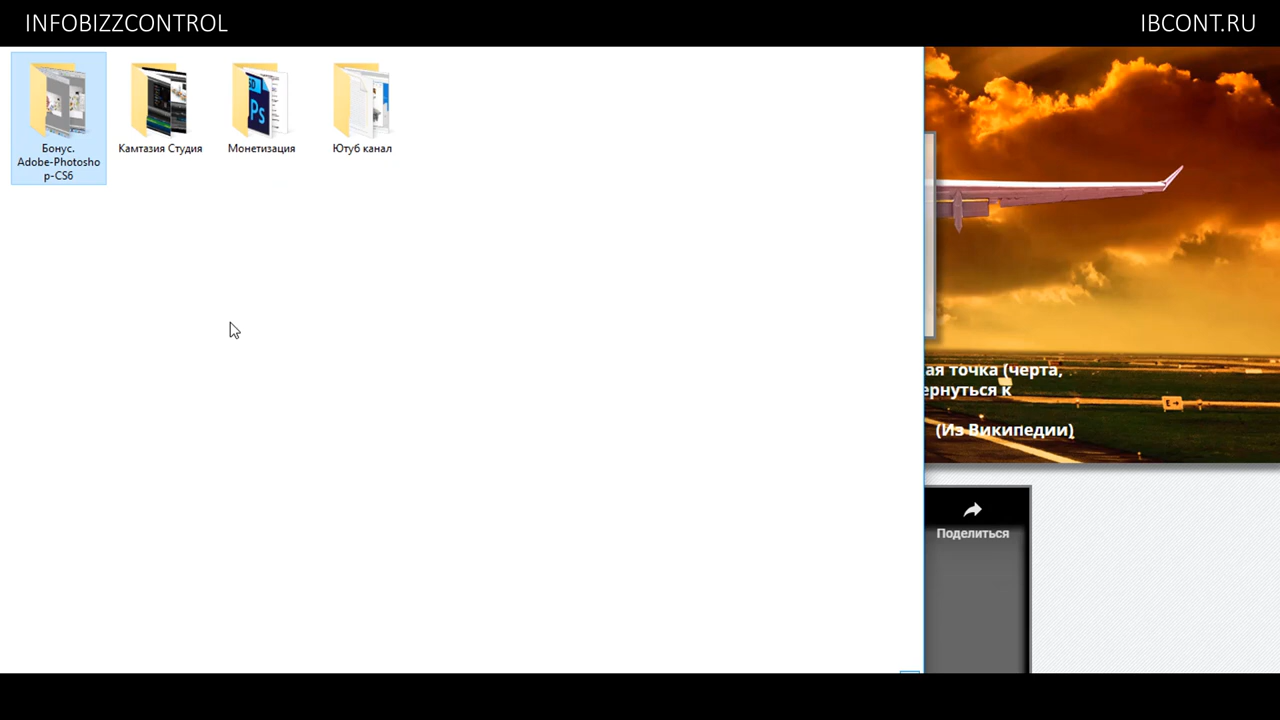 INFOBIZZCONTROL
IBCONT.RU
Бонус.
Adobe-Photosho
p-CS6
Камтазия Студия
Монетизация
Ютуб канал
Ps
ая точка (черта,
ернуться к
(Из Википедии)
E→
Поделиться